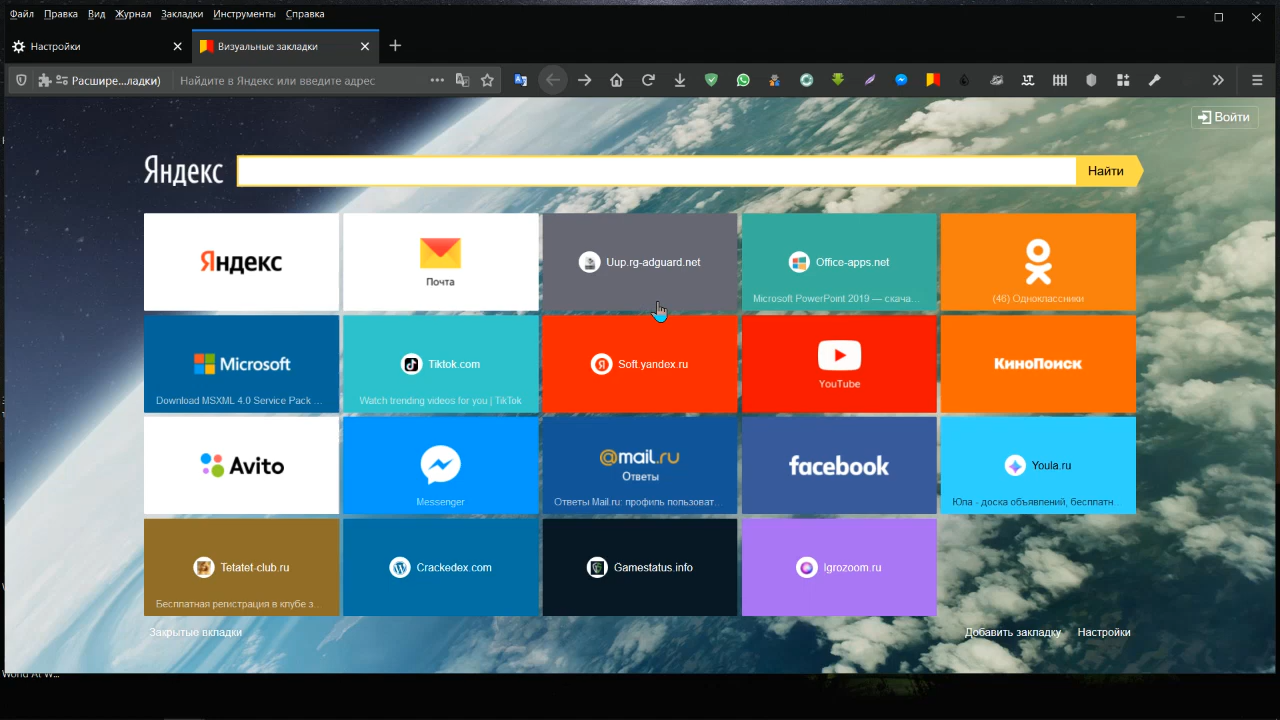 Файл Правка Вид Журнал Закладки Инструменты Справка
Настройки
Визуальные закладки
Расшире...ладки)
Найдите в Яндекс или введите адрес
Войти
Яндекс
Найти
Яндекс
Почта
Uup.rg-adguard.net
Office-apps.net
Microsoft PowerPoint 2019 — скача...
(46) Одноклассники
Microsoft
Download MSXML 4.0 Service Pack ...
Tiktok.com
Watch trending videos for you | TikTok
Soft.yandex.ru
YouTube
КиноПоиск
Avito
Messenger
@mail.ru
Ответы
Ответы Mail.ru: профиль пользоват...
facebook
Youla.ru
Юла - доска объявлений, бесплатн...
Tetatet-club.ru
Бесплатная регистрация в клубе з...
Crackedex.com
Gamestatus.info
Igrozoom.ru
Закрытые вкладки
Добавить закладку
Настройки